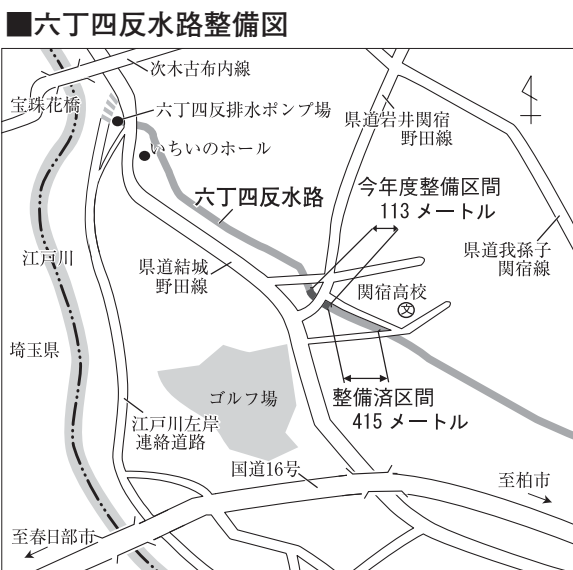 ■六丁四反水路整備図
次木古布内線
宝珠花橋
六丁四反排水ポンプ場
県道岩井関宿
野田線
いちいのホール
六丁四反水路
今年度整備区間
113 メートル
県道我孫子
関宿線
江戸川
県道結城
野田線
関宿高校
文
埼玉県
ゴルフ場
整備済区間
415 メートル
江戸川左岸
連絡道路
国道16号
至柏市
至春日部市